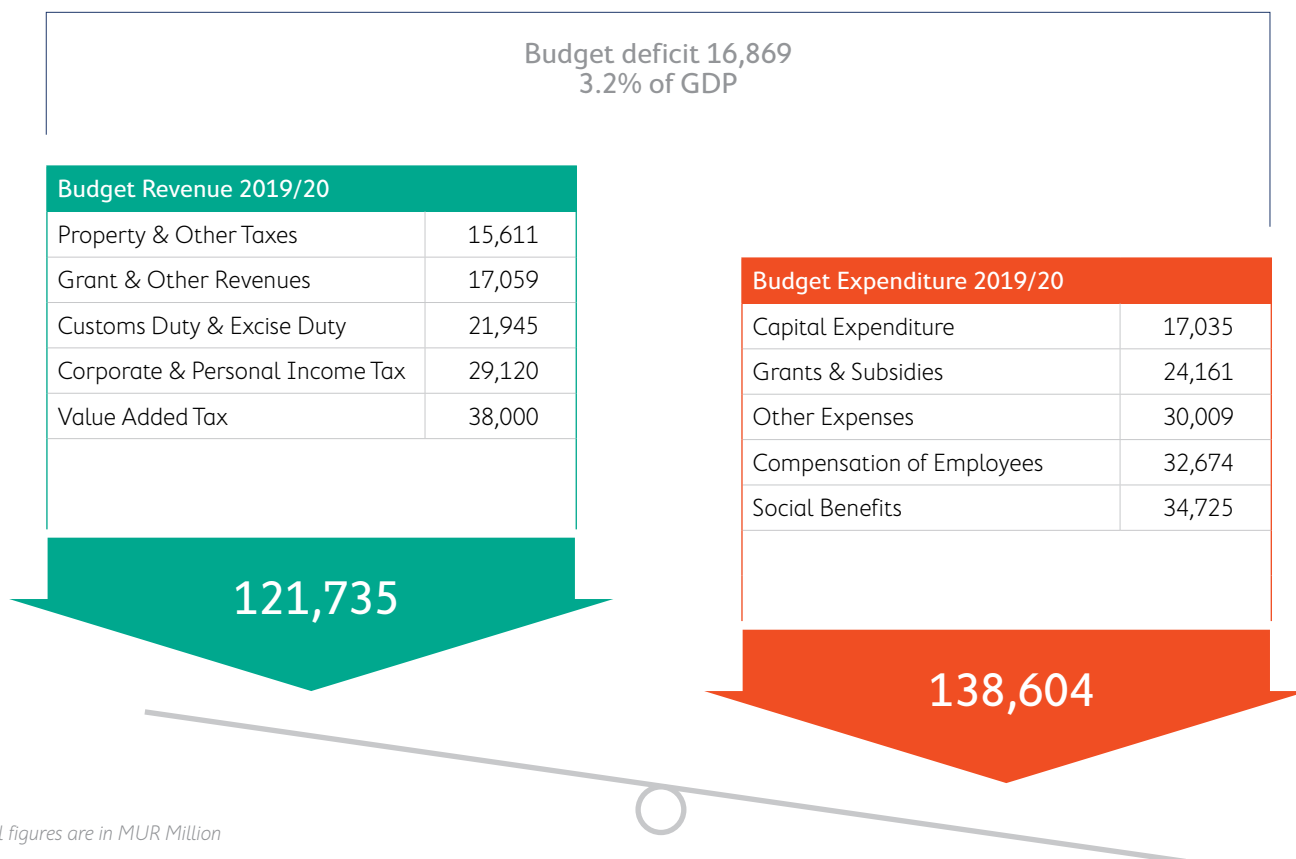 Budget deficit 16,869
3.2% of GDP
Budget Revenue 2019/20
Property & Other Taxes 15,611
Grant & Other Revenues 17,059
Customs Duty & Excise Duty 21,945
Corporate & Personal Income Tax 29,120
Value Added Tax 38,000
121,735
Budget Expenditure 2019/20
Capital Expenditure 17,035
Grants & Subsidies 24,161
Other Expenses 30,009
Compensation of Employees 32,674
Social Benefits 34,725
138,604
figures are in MUR Million